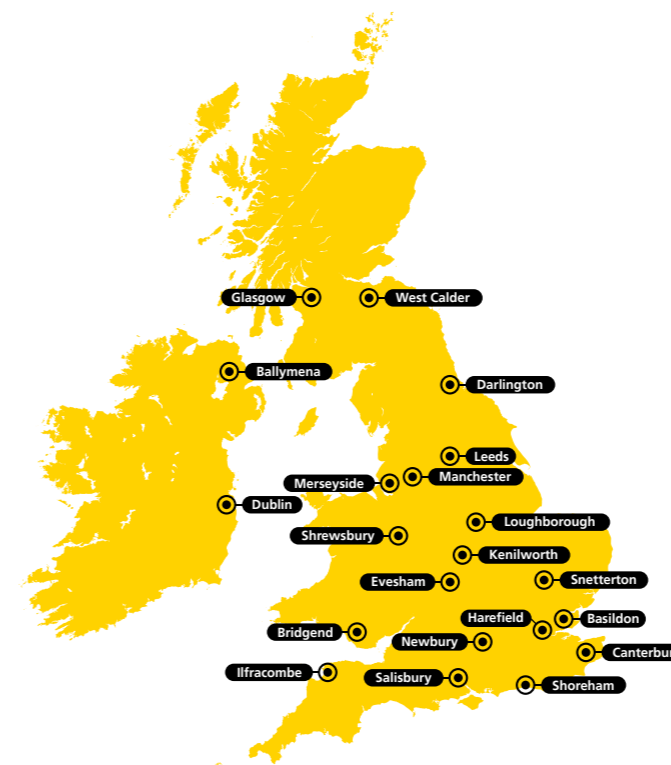 Glasgow
West Calder
Ballymena
Darlington
Leeds
Manchester
Merseyside
Dublin
Loughborough
Shrewsbury
Kenilworth
Evesham
Snetterton
Harefield
Basildon
Bridgend
Newbury
Canterbur
Ilfracombe
Salisbury
Shoreham